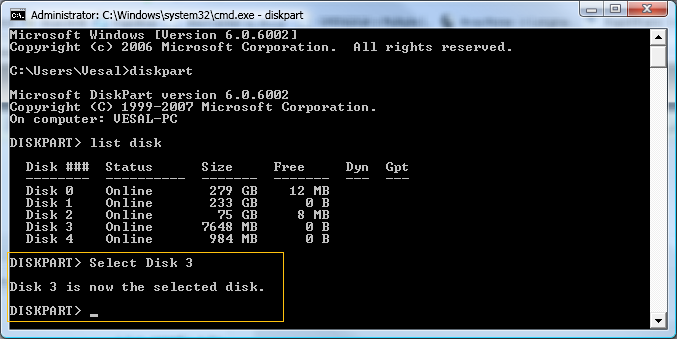 Administrator: C:\Windows\system32\cmd.exe - diskpart
Microsoft Windows [Version 6.0.6002]
Copyright (c) 2006 Microsoft Corporation.  All rights reserved.
C:\Users\Vesal>diskpart
Microsoft DiskPart version 6.0.6002
Copyright (C) 1999-2007 Microsoft Corporation.
On computer: VESAL-PC
DISKPART> list disk
  Disk ###  Status      Size     Free     Dyn  Gpt
  --------  ----------  -------  -------  ---  ---
  Disk 0    Online       279 GB    12 MB
  Disk 1    Online       233 GB      0 B
  Disk 2    Online        75 GB     8 MB
  Disk 3    Online      7648 MB      0 B
  Disk 4    Online       984 MB      0 B
DISKPART> Select Disk 3
Disk 3 is now the selected disk.
DISKPART> _